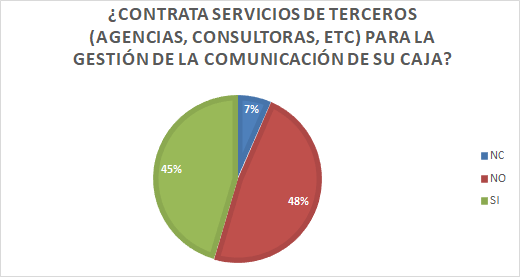 ¿CONTRATA SERVICIOS DE TERCEROS
(AGENCIAS, CONSULTORAS, ETC) PARA LA
GESTIÓN DE LA COMUNICACIÓN DE SU CAJA?
7%
NC
45%
NO
48%
SI